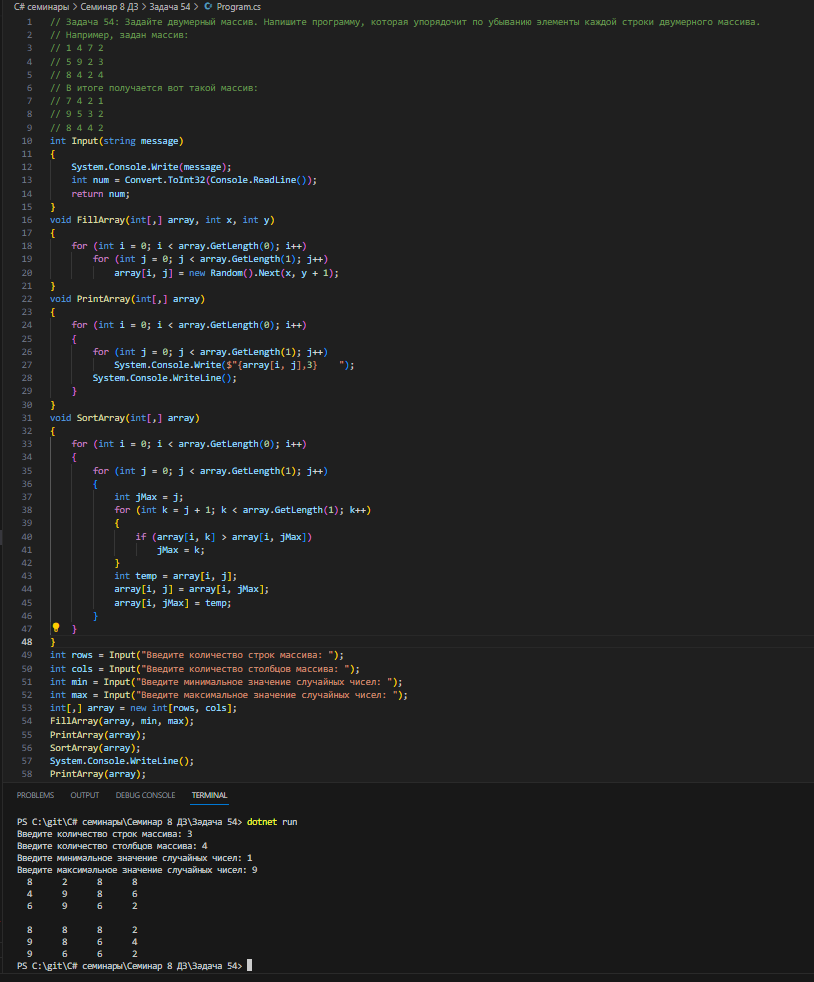 C# семинары > Семинар 8 ДЗ > Задача 54 > Program.cs
1 // Задача 54: Задайте двумерный массив. Напишите программу, которая упорядочит по убыванию элементы каждой строки двумерного массива.
2 // Например, задан массив:
3 // 1 4 7 2
4 // 5 9 2 3
5 // 8 4 2 4
6 // В итоге получается вот такой массив:
7 // 7 4 2 1
8 // 9 5 3 2
9 // 8 4 4 2
10 int Input(string message)
11 {
12     System.Console.Write(message);
13     int num = Convert.ToInt32(Console.ReadLine());
14     return num;
15 }
16 void FillArray(int[,] array, int x, int y)
17 {
18     for (int i = 0; i < array.GetLength(0); i++)
19         for (int j = 0; j < array.GetLength(1); j++)
20             array[i, j] = new Random().Next(x, y + 1);
21 }
22 void PrintArray(int[,] array)
23 {
24     for (int i = 0; i < array.GetLength(0); i++)
25     {
26         for (int j = 0; j < array.GetLength(1); j++)
27             System.Console.Write($"{array[i, j],3}    ");
28         System.Console.WriteLine();
29     }
30 }
31 void SortArray(int[,] array)
32 {
33     for (int i = 0; i < array.GetLength(0); i++)
34     {
35         for (int j = 0; j < array.GetLength(1); j++)
36         {
37             int jMax = j;
38             for (int k = j + 1; k < array.GetLength(1); k++)
39             {
40                 if (array[i, k] > array[i, jMax])
41                     jMax = k;
42             }
43             int temp = array[i, j];
44             array[i, j] = array[i, jMax];
45             array[i, jMax] = temp;
46         }
47     }
48 }
49 int rows = Input("Введите количество строк массива: ");
50 int cols = Input("Введите количество столбцов массива: ");
51 int min = Input("Введите минимальное значение случайных чисел: ");
52 int max = Input("Введите максимальное значение случайных чисел: ");
53 int[,] array = new int[rows, cols];
54 FillArray(array, min, max);
55 PrintArray(array);
56 SortArray(array);
57 System.Console.WriteLine();
58 PrintArray(array);
PROBLEMS OUTPUT DEBUG CONSOLE TERMINAL
PS C:\git\C# семинары\Семинар 8 ДЗ\Задача 54> dotnet run
Введите количество строк массива: 3
Введите количество столбцов массива: 4
Введите минимальное значение случайных чисел: 1
Введите максимальное значение случайных чисел: 9
8 2 8 8
4 9 8 6
6 9 6 2
8 8 8 2
9 8 6 4
9 6 6 2
PS C:\git\C# семинары\Семинар 8 ДЗ\Задача 54>